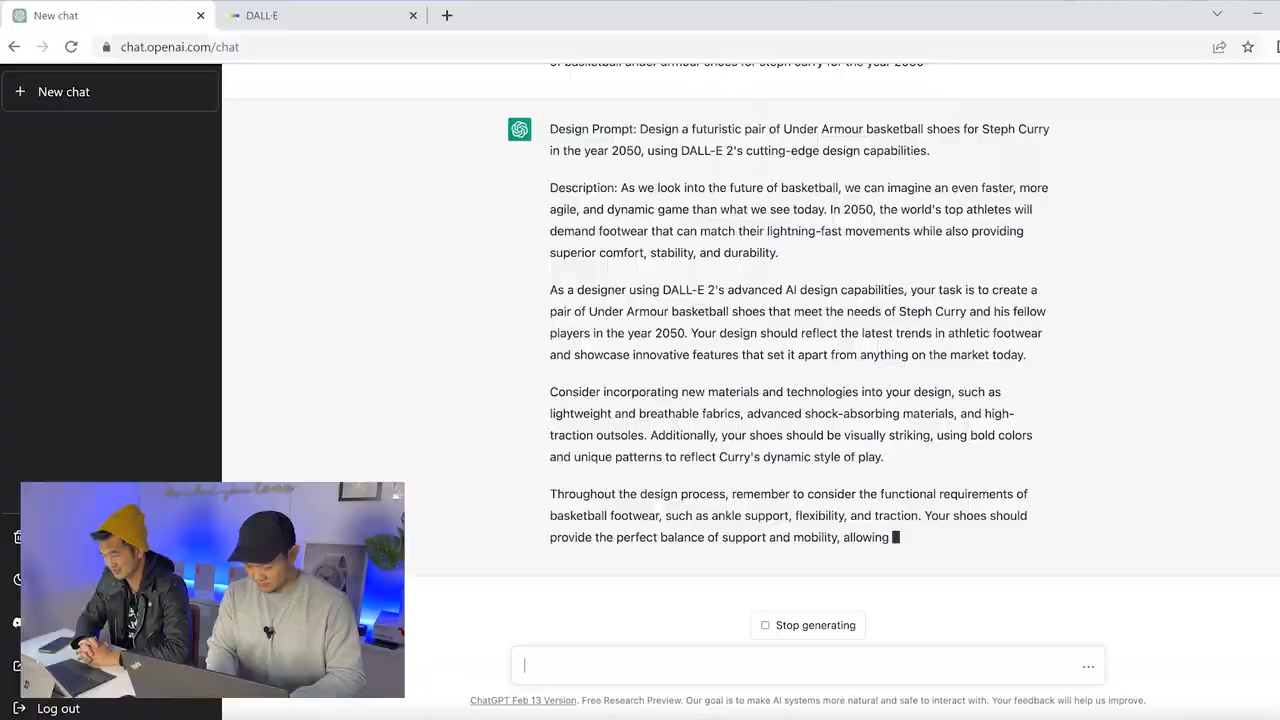 New chat
DALL·E
chat.openai.com/chat
New chat
of basketball under armour shoes for steph curry for the year 2050
Design Prompt: Design a futuristic pair of Under Armour basketball shoes for Steph Curry
in the year 2050, using DALL-E 2's cutting-edge design capabilities.
Description: As we look into the future of basketball, we can imagine an even faster, more
agile, and dynamic game than what we see today. In 2050, the world's top athletes will
demand footwear that can match their lightning-fast movements while also providing
superior comfort, stability, and durability.
As a designer using DALL-E 2's advanced AI design capabilities, your task is to create a
pair of Under Armour basketball shoes that meet the needs of Steph Curry and his fellow
players in the year 2050. Your design should reflect the latest trends in athletic footwear
and showcase innovative features that set it apart from anything on the market today.
Consider incorporating new materials and technologies into your design, such as
lightweight and breathable fabrics, advanced shock-absorbing materials, and high-
traction outsoles. Additionally, your shoes should be visually striking, using bold colors
and unique patterns to reflect Curry's dynamic style of play.
Throughout the design process, remember to consider the functional requirements of
basketball footwear, such as ankle support, flexibility, and traction. Your shoes should
provide the perfect balance of support and mobility, allowing
Stop generating
ChatGPT Feb 13 Version. Free Research Preview. Our goal is to make AI systems more natural and safe to interact with. Your feedback will help us improve.
Log out